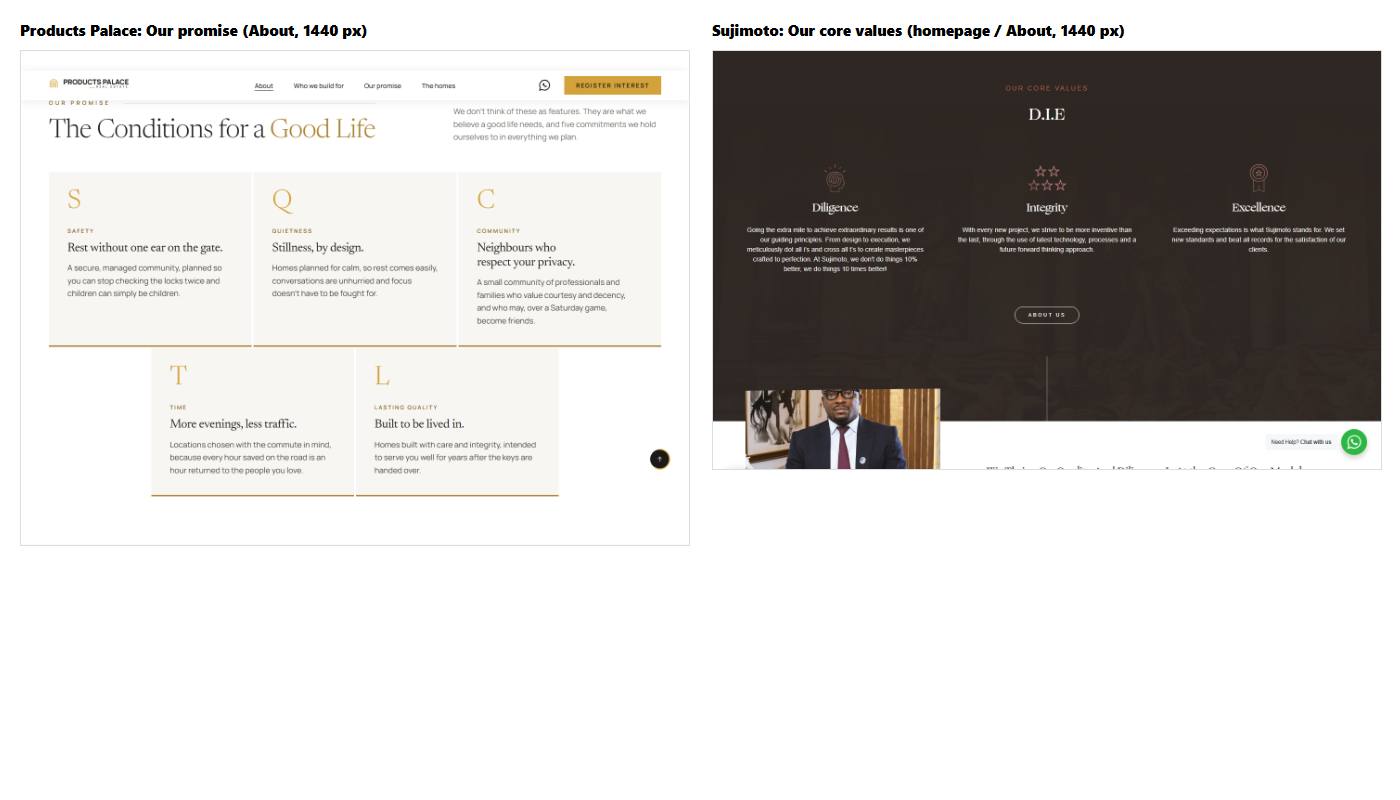 Products Palace: Our promise (About, 1440 px)
PRODUCTS PALACE
REAL ESTATE
About
Who we build for
Our promise
The homes
REGISTER INTEREST
OUR PROMISE
The Conditions for a Good Life
We don't think of these as features. They are what we
believe a good life needs, and five commitments we hold
ourselves to in everything we plan.
S
SAFETY
Rest without one ear on the gate.
A secure, managed community, planned so
you can stop checking the locks twice and
children can simply be children.
Q
QUIETNESS
Stillness, by design.
Homes planned for calm, so rest comes easily,
conversations are unhurried and focus
doesn't have to be fought for.
C
COMMUNITY
Neighbours who
respect your privacy.
A small community of professionals and
families who value courtesy and decency,
and who may, over a Saturday game,
become friends.
T
TIME
More evenings, less traffic.
Locations chosen with the commute in mind,
because every hour saved on the road is an
hour returned to the people you love.
L
LASTING QUALITY
Built to be lived in.
Homes built with care and integrity, intended
to serve you well for years after the keys are
handed over.
Sujimoto: Our core values (homepage / About, 1440 px)
OUR CORE VALUES
D.I.E
Diligence
Going the extra mile to achieve extraordinary results is one of
our guiding principles. From design to execution, we
meticulously dot all i's and cross all t's to create masterpieces
crafted to perfection. At Sujimoto, we don't do things 10%
better, we do things 10 times better!
Integrity
With every new project, we strive to be more inventive than
the last, through the use of latest technology, processes and a
future forward thinking approach.
Excellence
Exceeding expectations is what Sujimoto stands for. We set
new standards and beat all records for the satisfaction of our
clients.
ABOUT US
Need Help? Chat with us